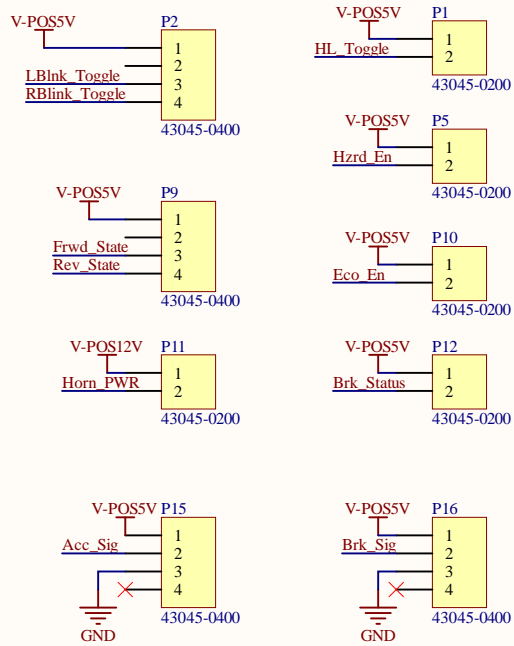 P2
V-POS5V
1
2
LBlnk_Toggle
3
RBlink_Toggle
4
43045-0400
P1
V-POS5V
1
HL_Toggle
2
43045-0200
P5
V-POS5V
1
Hzrd_En
2
43045-0200
P9
V-POS5V
1
2
Frwd_State
3
Rev_State
4
43045-0400
P10
V-POS5V
1
Eco_En
2
43045-0200
P11
V-POS12V
1
Horn_PWR
2
43045-0200
P12
V-POS5V
1
Brk_Status
2
43045-0200
P15
V-POS5V
1
Acc_Sig
2
3
4
GND
43045-0400
P16
V-POS5V
1
Brk_Sig
2
3
4
GND
43045-0400